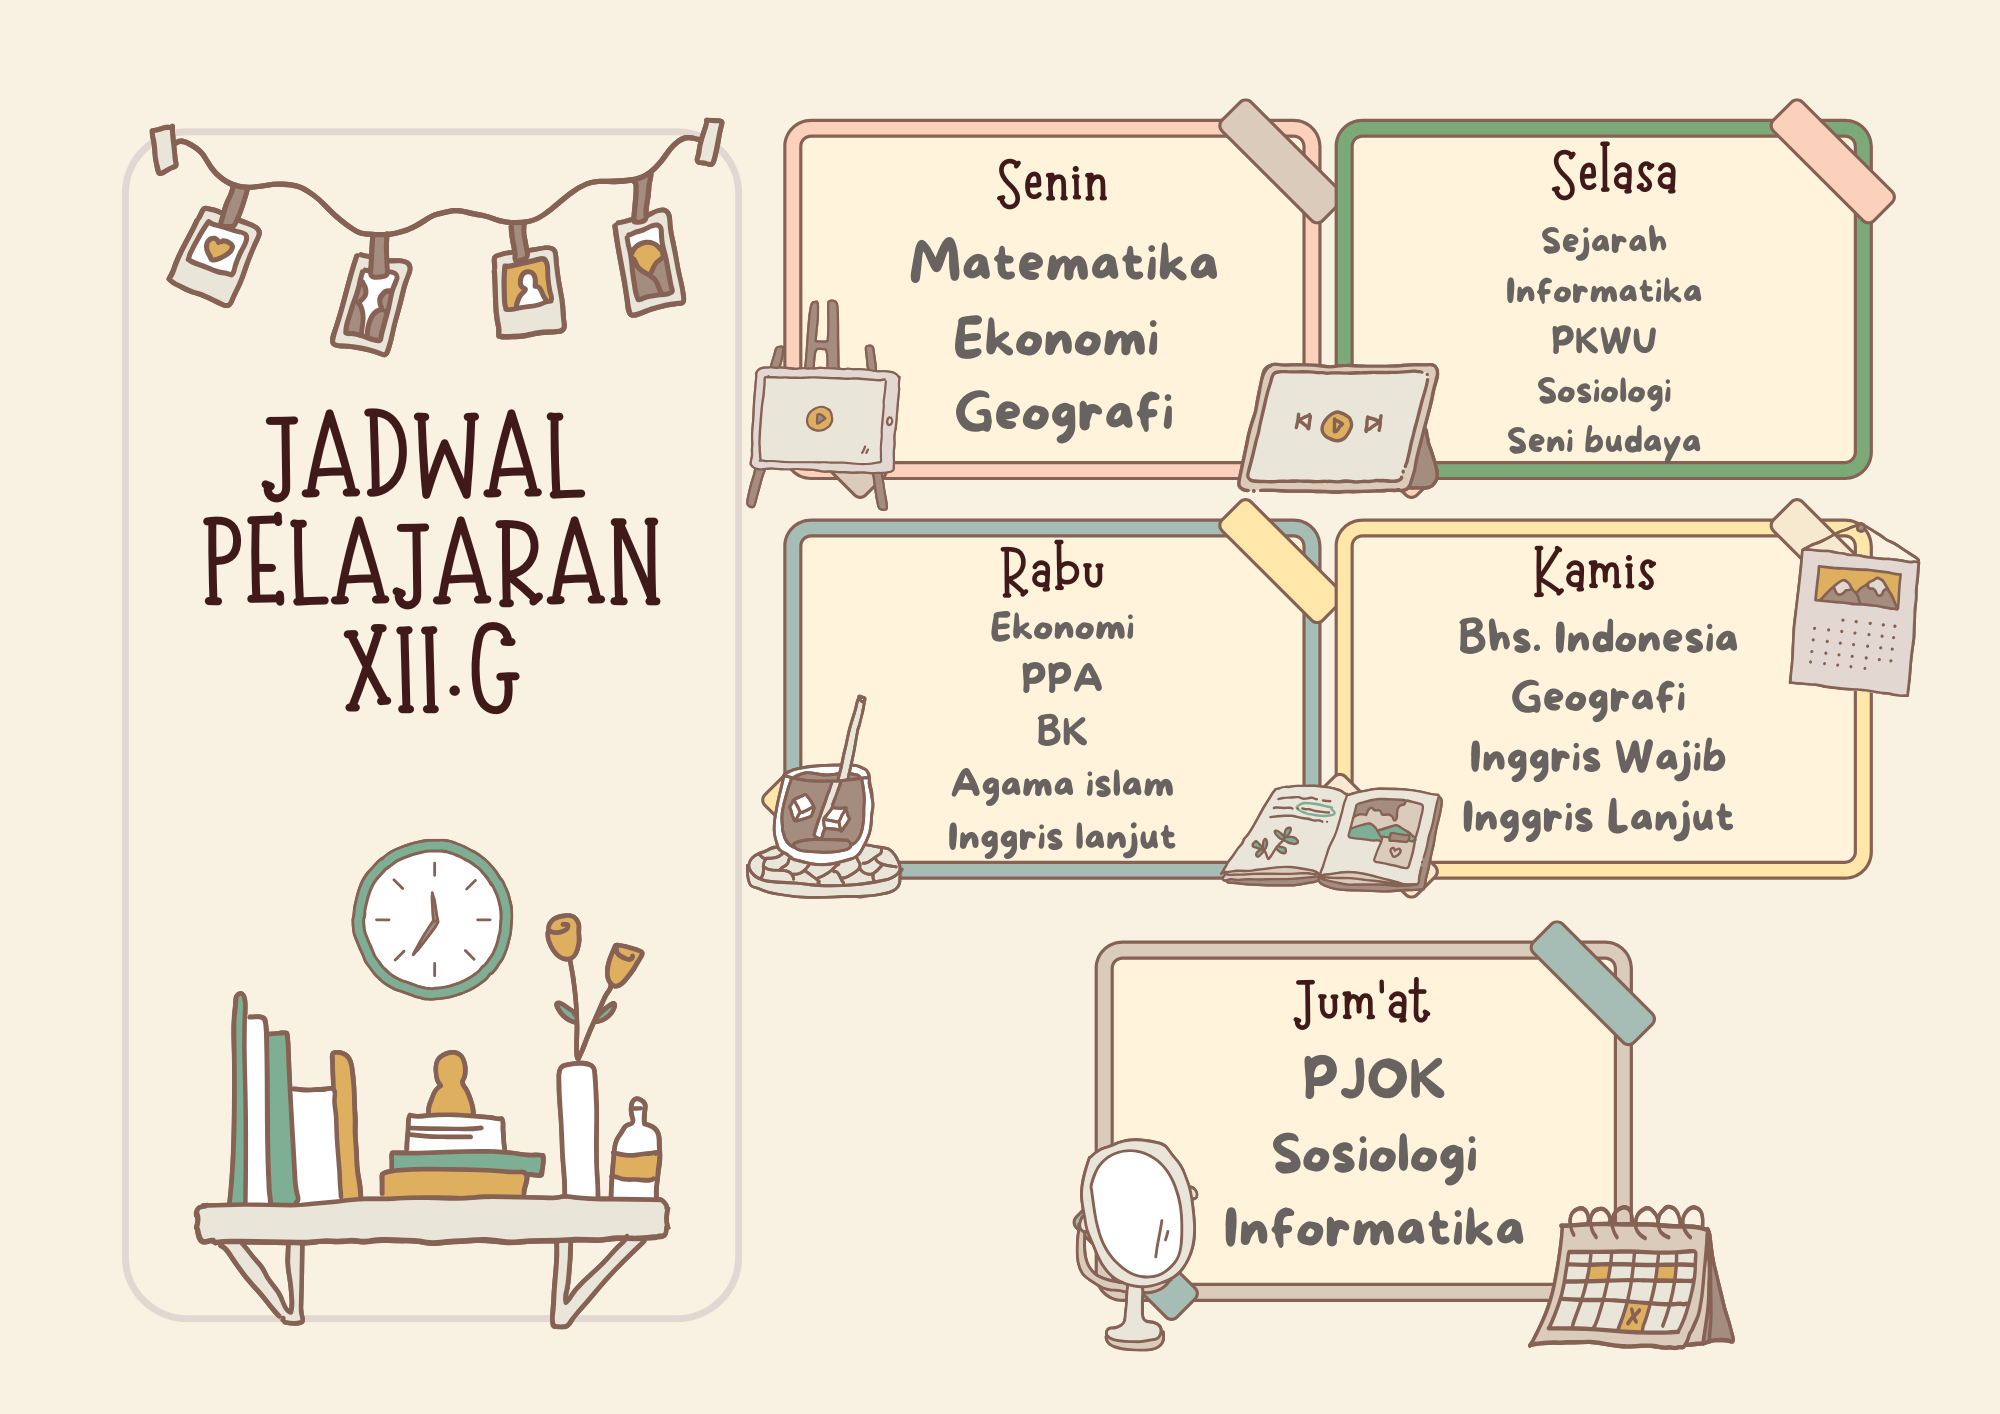 JADWAL
PELAJARAN
XII.G
Senin
Matematika
Ekonomi
Geografi
Selasa
Sejarah
Informatika
PKWU
Sosiologi
Seni budaya
Rabu
Ekonomi
PPA
BK
Agama islam
Inggris lanjut
Kamis
Bhs. Indonesia
Geografi
Inggris Wajib
Inggris Lanjut
Jum'at
PJOK
Sosiologi
Informatika